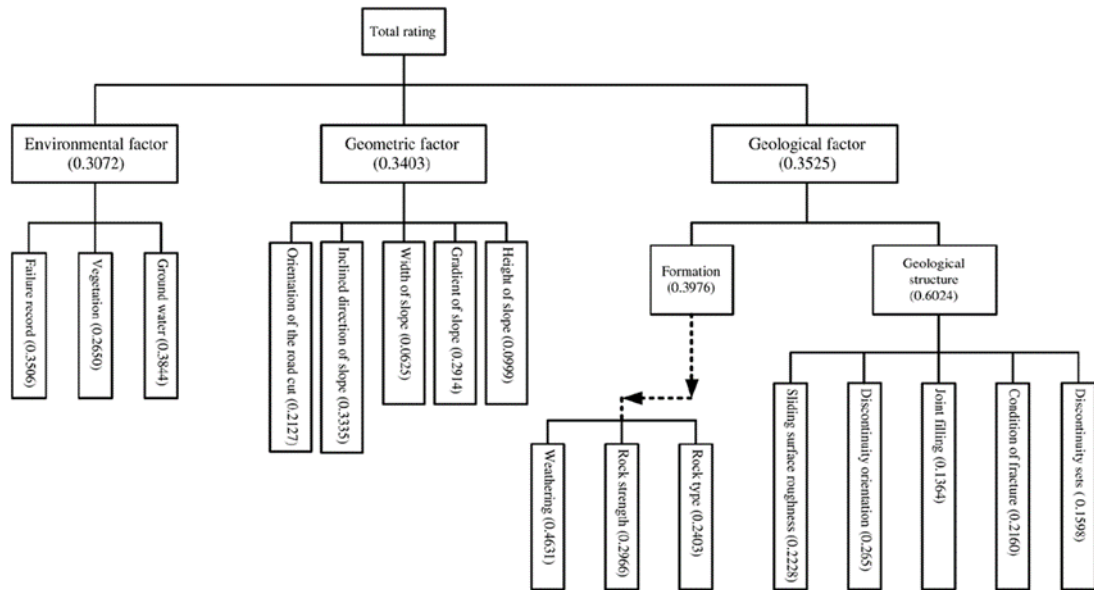 Total rating
Environmental factor
(0.3072)
Geometric factor
(0.3403)
Geological factor
(0.3525)
Failure record (0.3506)
Vegetation (0.2650)
Ground water (0.3844)
Orientation of the road cut (0.2127)
Inclined direction of slope (0.3335)
Width of slope (0.0625)
Gradient of slope (0.2914)
Height of slope (0.0999)
Formation
(0.3976)
Geological
structure
(0.6024)
Weathering (0.4631)
Rock strength (0.2966)
Rock type (0.2403)
Sliding surface roughness (0.2228)
Discontinuity orientation (0.265)
Joint filling (0.1364)
Condition of fracture (0.2160)
Discontinuity sets ( 0.1598)